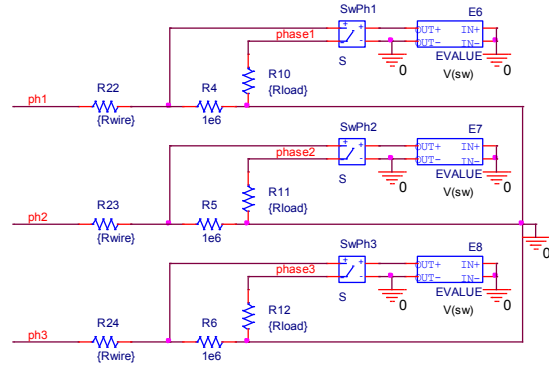 SwPh1 E6
phase1 + + OUT+ IN+
- - OUT- IN-
R22 R4 R10 S 0 EVALUE 0
ph1 {Rload} V(sw)
{Rwire} 1e6
SwPh2 E7
phase2 + + OUT+ IN+
- - OUT- IN-
R23 R5 R11 S 0 EVALUE 0
ph2 {Rload} V(sw)
{Rwire} 1e6 0
SwPh3 E8
phase3 + + OUT+ IN+
- - OUT- IN-
R24 R6 R12 S 0 EVALUE 0
ph3 {Rload} V(sw)
{Rwire} 1e6